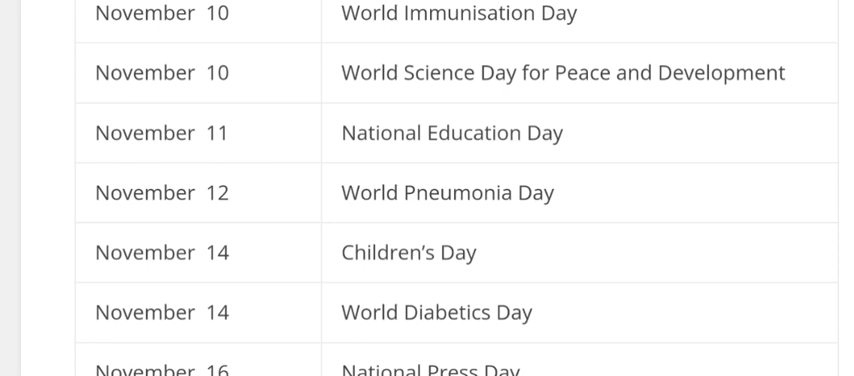 November 10 World Immunisation Day
November 10 World Science Day for Peace and Development
November 11 National Education Day
November 12 World Pneumonia Day
November 14 Children’s Day
November 14 World Diabetics Day
November 16 National Press Day